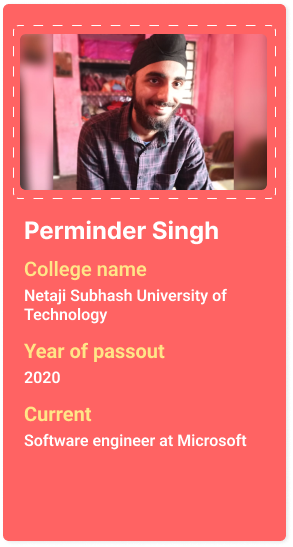 Perminder Singh
College name
Netaji Subhash University of
Technology
Year of passout
2020
Current
Software engineer at Microsoft